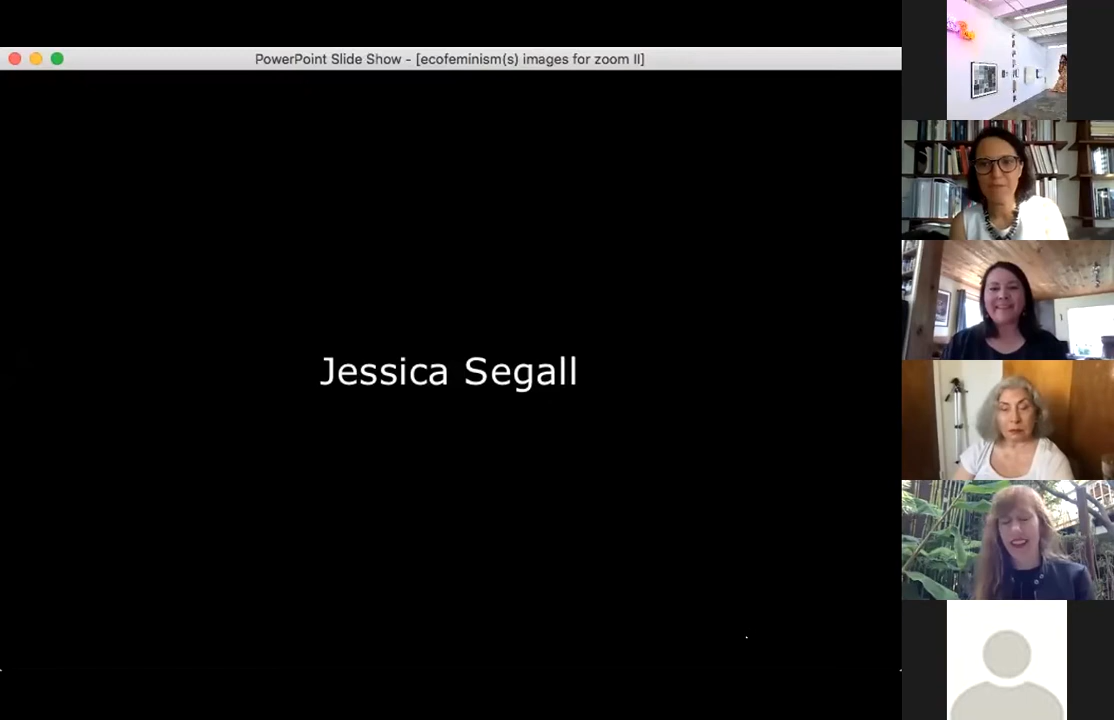 PowerPoint Slide Show - [ecofeminism(s) images for zoom II]
Jessica Segall